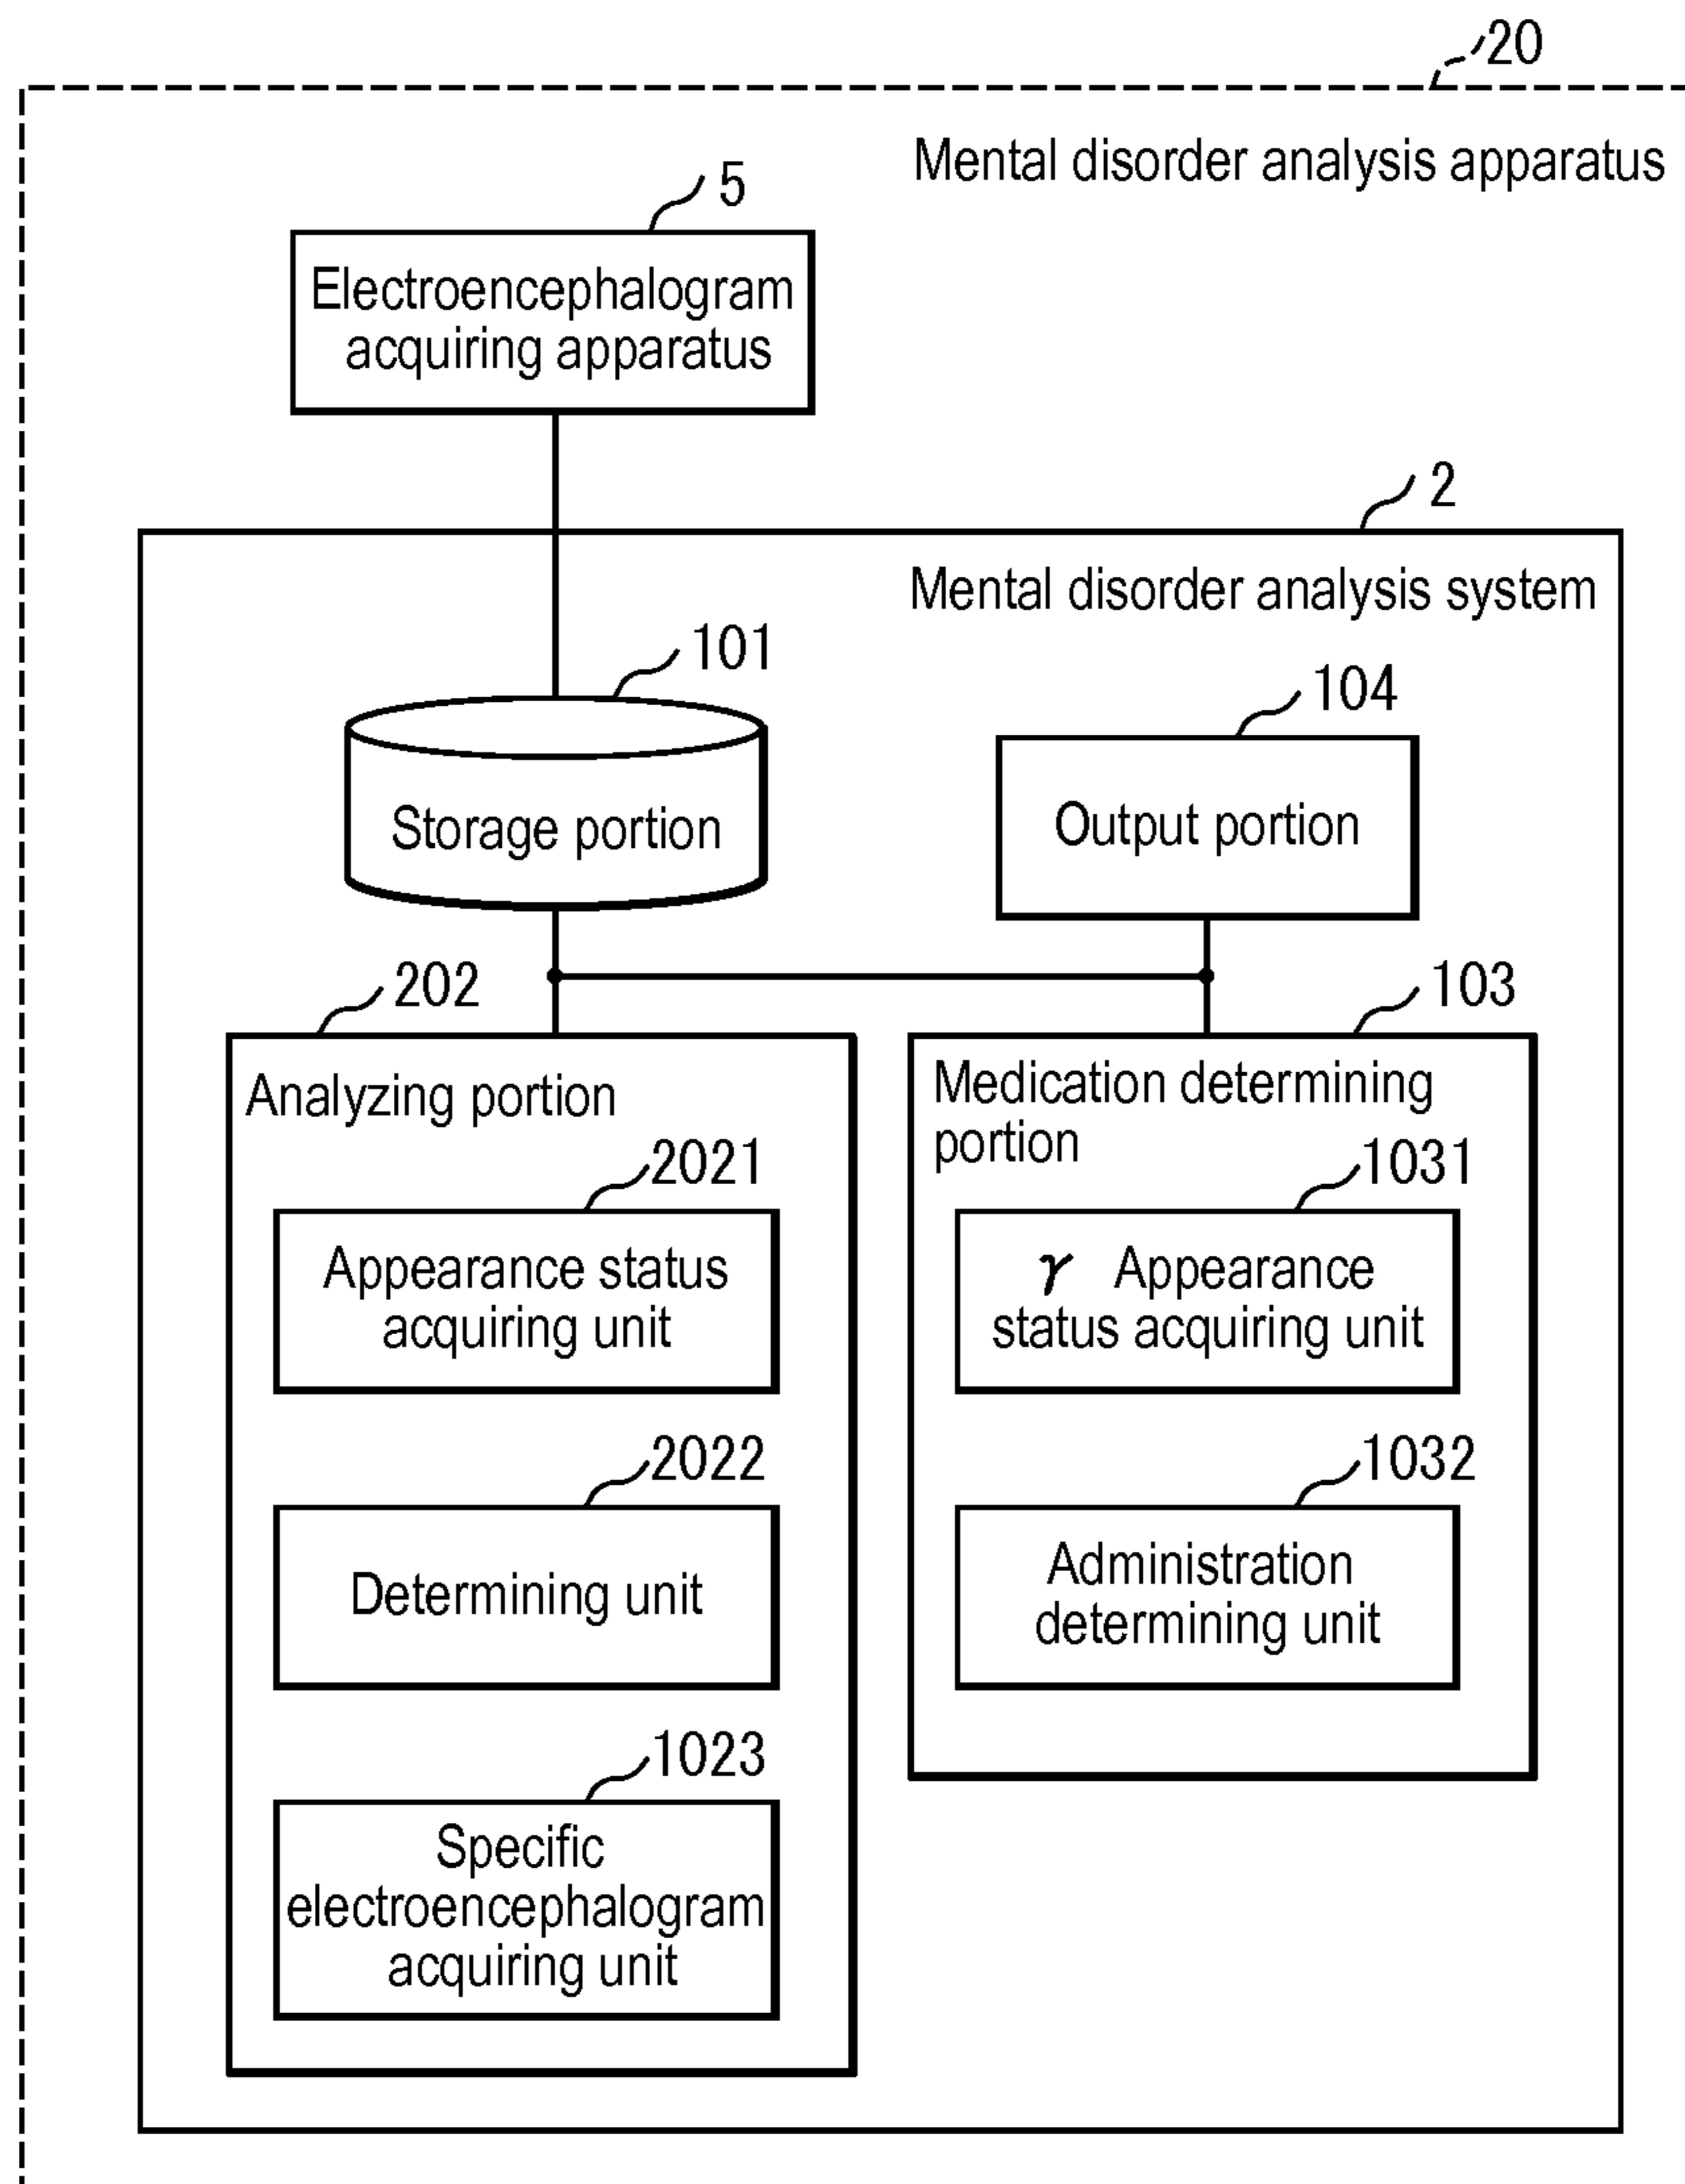 20
Mental disorder analysis apparatus
5
Electroencephalogram
acquiring apparatus
2
Mental disorder analysis system
101
Storage portion
104
Output portion
202
Analyzing portion
2021
Appearance status
acquiring unit
2022
Determining unit
1023
Specific
electroencephalogram
acquiring unit
103
Medication determining
portion
1031
γ Appearance
status acquiring unit
1032
Administration
determining unit